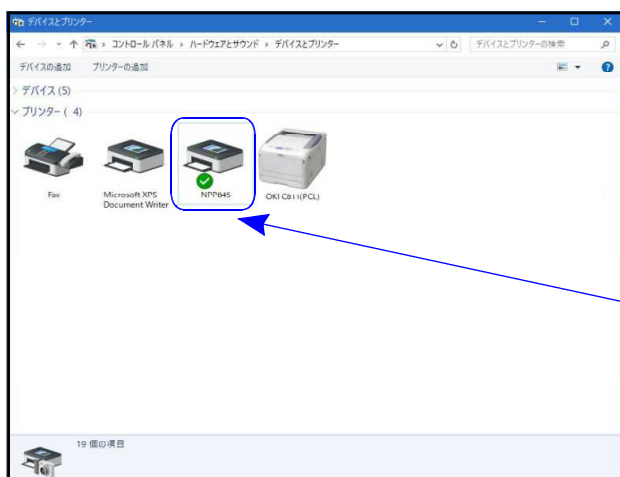 デバイスとプリンター
コントロール パネル › ハードウェアとサウンド › デバイスとプリンター
デバイスとプリンターの検索
デバイスの追加 プリンターの追加
デバイス (5)
プリンター ( 4)
Fax
Microsoft XPS
Document Writer
NPP845
OKI C811(PCL)
19 個の項目